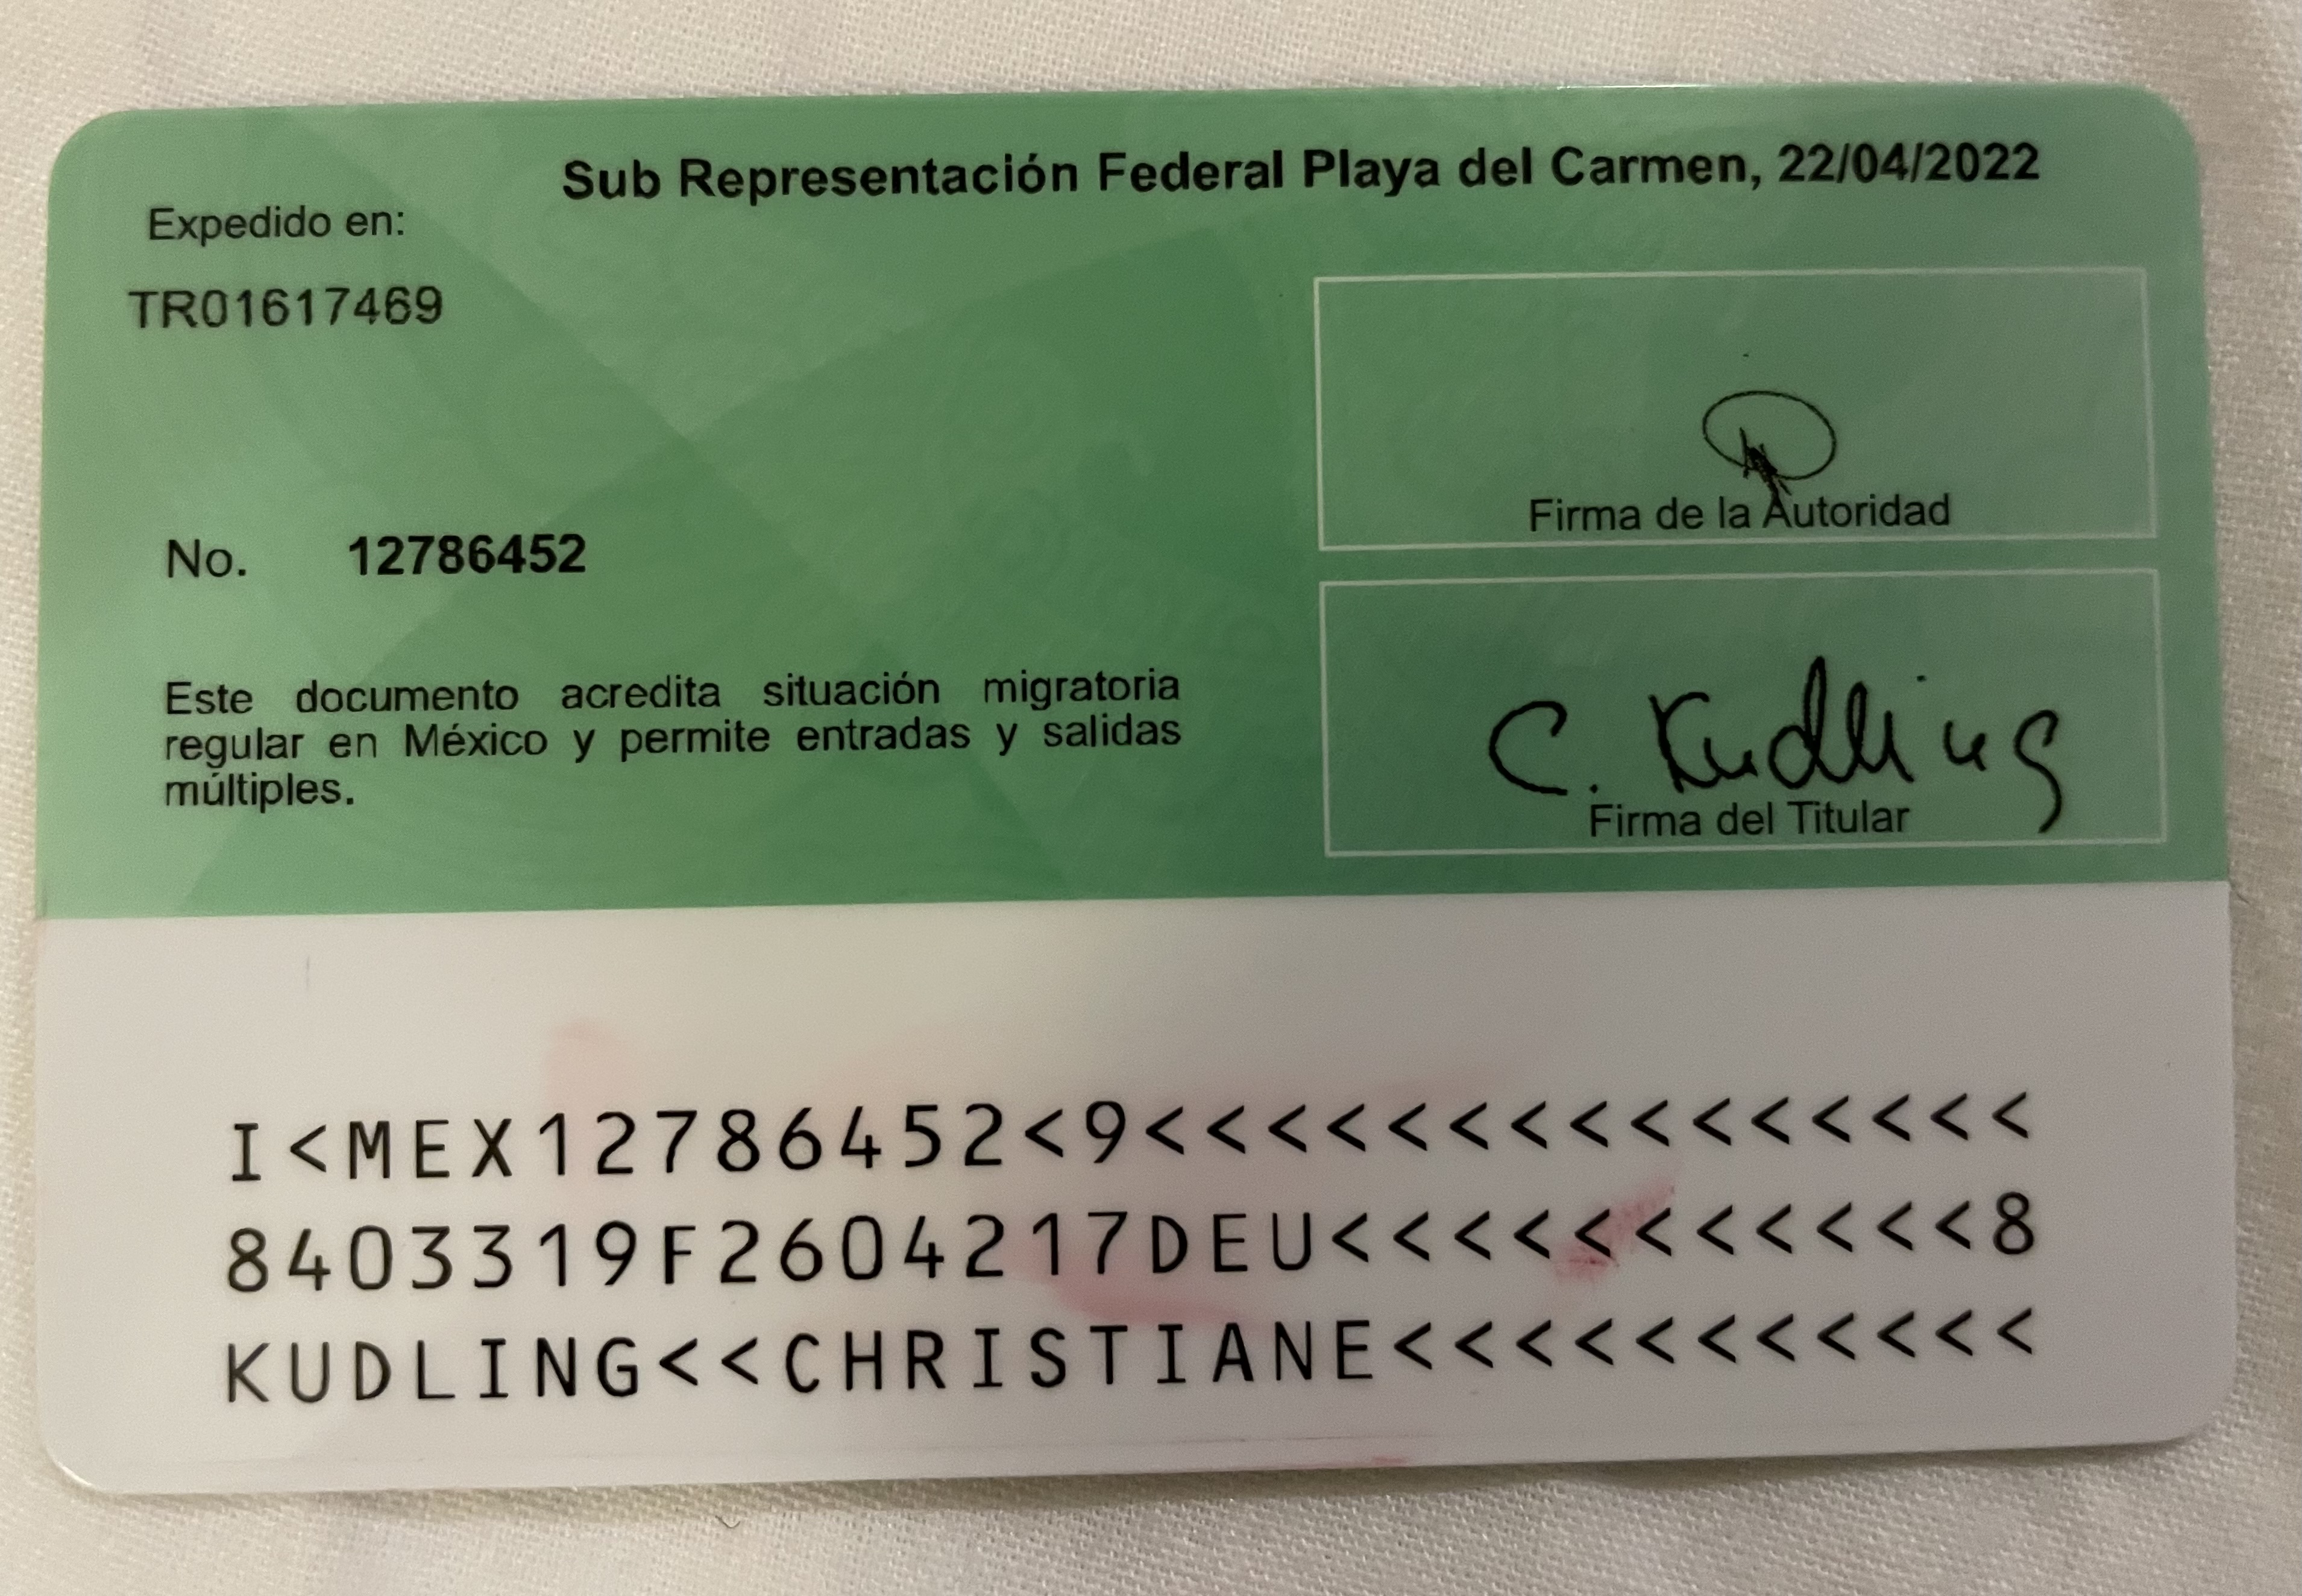 Sub Representación Federal Playa del Carmen, 22/04/2022
Expedido en:
TR01617469
Firma de la Autoridad
No. 12786452
Este documento acredita situación migratoria
regular en México y permite entradas y salidas
múltiples.
C. Kudling
Firma del Titular
I<MEX12786452<9<<<<<<<<<<<<<<<
8403319F2604217DEU<<<<<<<<<<<8
KUDLING<<CHRISTIANE<<<<<<<<<<<